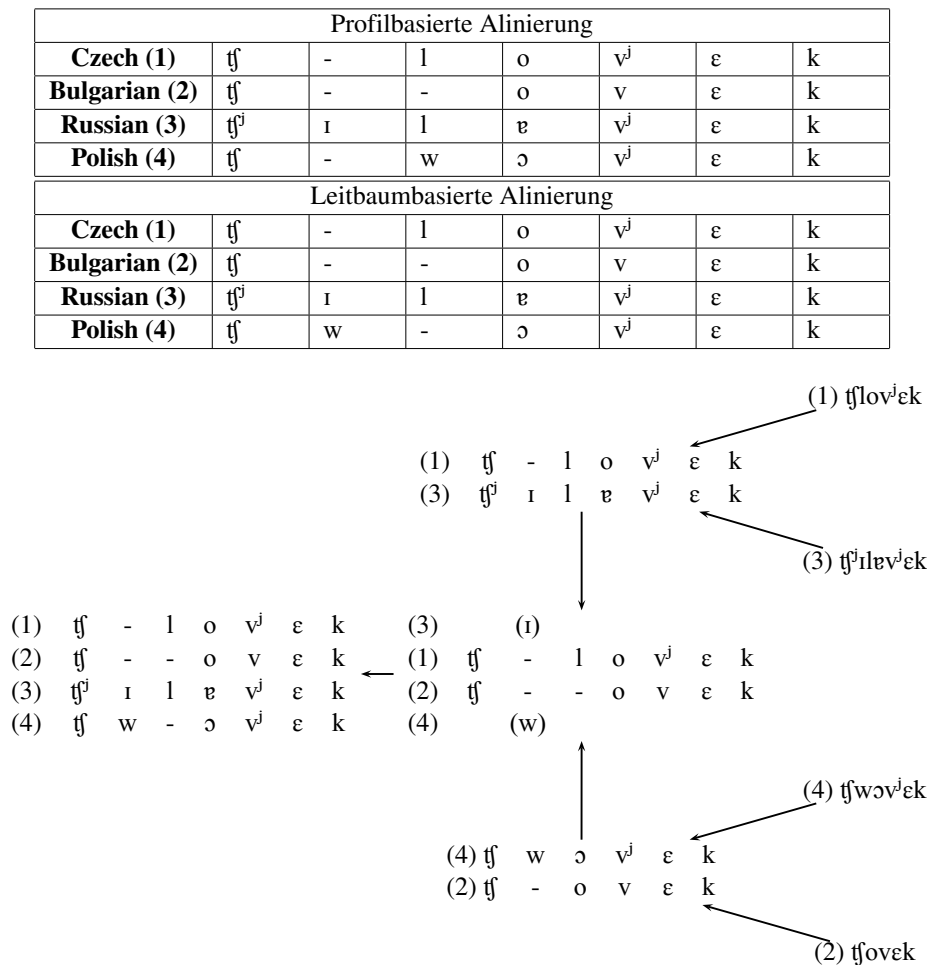 Profilbasierte Alinierung
Czech (1) ʧ - l o vʲ ɛ k
Bulgarian (2) ʧ - - o v ɛ k
Russian (3) ʧʲ ɪ l ɐ vʲ ɛ k
Polish (4) ʧ - w ɔ vʲ ɛ k
Leitbaumbasierte Alinierung
Czech (1) ʧ - l o vʲ ɛ k
Bulgarian (2) ʧ - - o v ɛ k
Russian (3) ʧʲ ɪ l ɐ vʲ ɛ k
Polish (4) ʧ w - ɔ vʲ ɛ k
(1) ʧlovʲɛk
(1) ʧ - l o vʲ ɛ k
(3) ʧʲ ɪ l ɐ vʲ ɛ k
(3) ʧʲɪlɐvʲɛk
(1) ʧ - l o vʲ ɛ k
(2) ʧ - - o v ɛ k
(3) ʧʲ ɪ l ɐ vʲ ɛ k
(4) ʧ w - ɔ vʲ ɛ k
(3) (ɪ)
(1) ʧ - l o vʲ ɛ k
(2) ʧ - - o v ɛ k
(4) (w)
(4) ʧwɔvʲɛk
(4) ʧ w ɔ vʲ ɛ k
(2) ʧ - o v ɛ k
(2) ʧovɛk